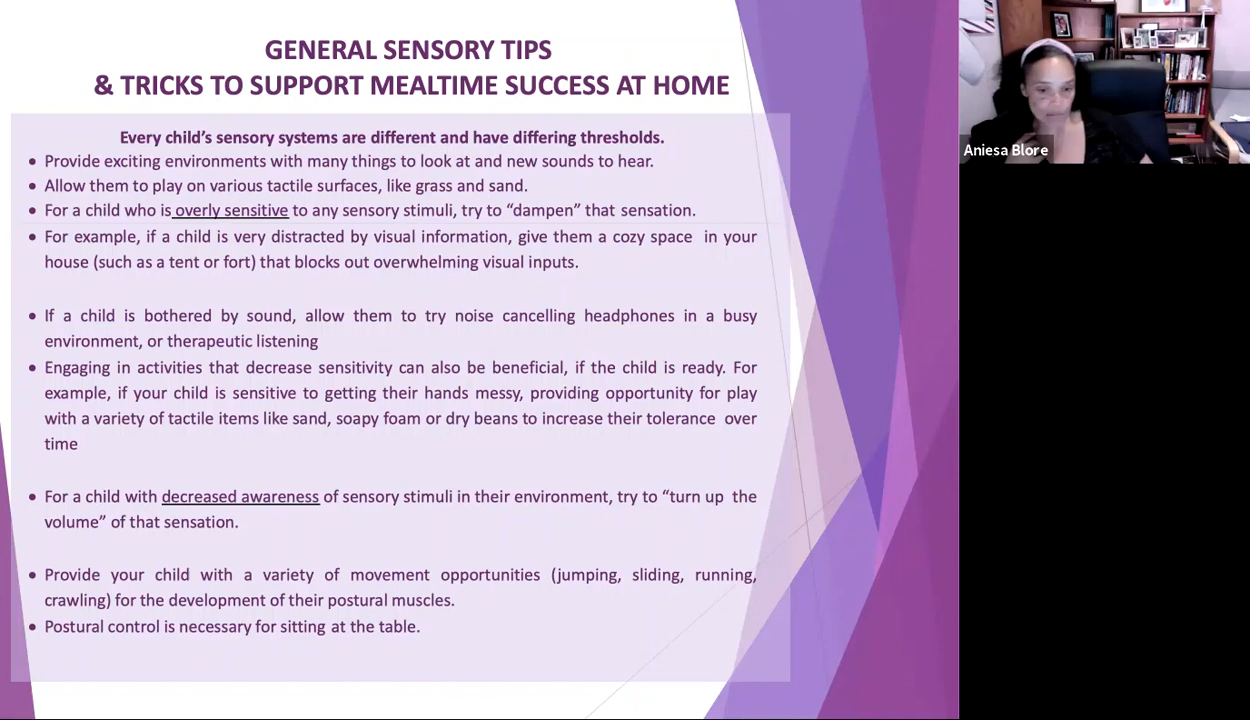 GENERAL SENSORY TIPS
& TRICKS TO SUPPORT MEALTIME SUCCESS AT HOME
Every child's sensory systems are different and have differing thresholds.
• Provide exciting environments with many things to look at and new sounds to hear.
• Allow them to play on various tactile surfaces, like grass and sand.
• For a child who is overly sensitive to any sensory stimuli, try to “dampen” that sensation.
• For example, if a child is very distracted by visual information, give them a cozy space in your
house (such as a tent or fort) that blocks out overwhelming visual inputs.
• If a child is bothered by sound, allow them to try noise cancelling headphones in a busy
environment, or therapeutic listening
• Engaging in activities that decrease sensitivity can also be beneficial, if the child is ready. For
example, if your child is sensitive to getting their hands messy, providing opportunity for play
with a variety of tactile items like sand, soapy foam or dry beans to increase their tolerance over
time
• For a child with decreased awareness of sensory stimuli in their environment, try to “turn up the
volume” of that sensation.
• Provide your child with a variety of movement opportunities (jumping, sliding, running,
crawling) for the development of their postural muscles.
• Postural control is necessary for sitting at the table.
Aniesa Blore